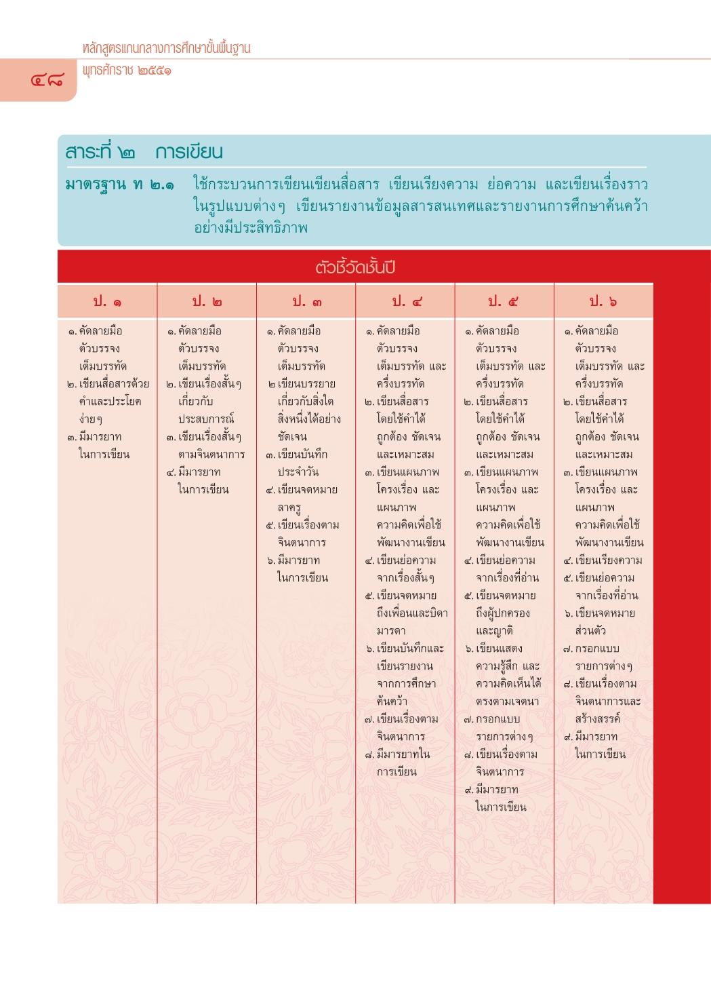 หลักสูตรแกนกลางการศึกษาขั้นพื้นฐาน
พุทธศักราช ๒๕๕๑
๔๘
สาระที่ ๒ การเขียน
มาตรฐาน ท ๒.๑ ใช้กระบวนการเขียนเขียนสื่อสาร เขียนเรียงความ ย่อความ และเขียนเรื่องราว
ในรูปแบบต่างๆ เขียนรายงานข้อมูลสารสนเทศและรายงานการศึกษาค้นคว้า
อย่างมีประสิทธิภาพ
ตัวชี้วัดชั้นปี
ป. ๑
๑. คัดลายมือ
ตัวบรรจง
เต็มบรรทัด
๒. เขียนสื่อสารด้วย
คำและประโยค
ง่ายๆ
๓. มีมารยาท
ในการเขียน
ป. ๒
๑. คัดลายมือ
ตัวบรรจง
เต็มบรรทัด
๒. เขียนเรื่องสั้นๆ
เกี่ยวกับ
ประสบการณ์
๓. เขียนเรื่องสั้นๆ
ตามจินตนาการ
๔. มีมารยาท
ในการเขียน
ป. ๓
๑. คัดลายมือ
ตัวบรรจง
เต็มบรรทัด
๒ เขียนบรรยาย
เกี่ยวกับสิ่งใด
สิ่งหนึ่งได้อย่าง
ชัดเจน
๓. เขียนบันทึก
ประจำวัน
๔. เขียนจดหมาย
ลาครู
๕. เขียนเรื่องตาม
จินตนาการ
๖. มีมารยาท
ในการเขียน
ป. ๔
๑. คัดลายมือ
ตัวบรรจง
เต็มบรรทัด และ
ครึ่งบรรทัด
๒. เขียนสื่อสาร
โดยใช้คำได้
ถูกต้อง ชัดเจน
และเหมาะสม
๓. เขียนแผนภาพ
โครงเรื่อง และ
แผนภาพ
ความคิดเพื่อใช้
พัฒนางานเขียน
๔. เขียนย่อความ
จากเรื่องสั้นๆ
๕. เขียนจดหมาย
ถึงเพื่อนและบิดา
มารดา
๖. เขียนบันทึกและ
เขียนรายงาน
จากการศึกษา
ค้นคว้า
๗. เขียนเรื่องตาม
จินตนาการ
๘. มีมารยาทใน
การเขียน
ป. ๕
๑. คัดลายมือ
ตัวบรรจง
เต็มบรรทัด และ
ครึ่งบรรทัด
๒. เขียนสื่อสาร
โดยใช้คำได้
ถูกต้อง ชัดเจน
และเหมาะสม
๓. เขียนแผนภาพ
โครงเรื่อง และ
แผนภาพ
ความคิดเพื่อใช้
พัฒนางานเขียน
๔. เขียนย่อความ
จากเรื่องที่อ่าน
๕. เขียนจดหมาย
ถึงผู้ปกครอง
และญาติ
๖. เขียนแสดง
ความรู้สึก และ
ความคิดเห็นได้
ตรงตามเจตนา
๗. กรอกแบบ
รายการต่างๆ
๘. เขียนเรื่องตาม
จินตนาการ
๙. มีมารยาท
ในการเขียน
ป. ๖
๑. คัดลายมือ
ตัวบรรจง
เต็มบรรทัด และ
ครึ่งบรรทัด
๒. เขียนสื่อสาร
โดยใช้คำได้
ถูกต้อง ชัดเจน
และเหมาะสม
๓. เขียนแผนภาพ
โครงเรื่อง และ
แผนภาพ
ความคิดเพื่อใช้
พัฒนางานเขียน
๔. เขียนเรียงความ
๕. เขียนย่อความ
จากเรื่องที่อ่าน
๖. เขียนจดหมาย
ส่วนตัว
๗. กรอกแบบ
รายการต่างๆ
๘. เขียนเรื่องตาม
จินตนาการและ
สร้างสรรค์
๙. มีมารยาท
ในการเขียน